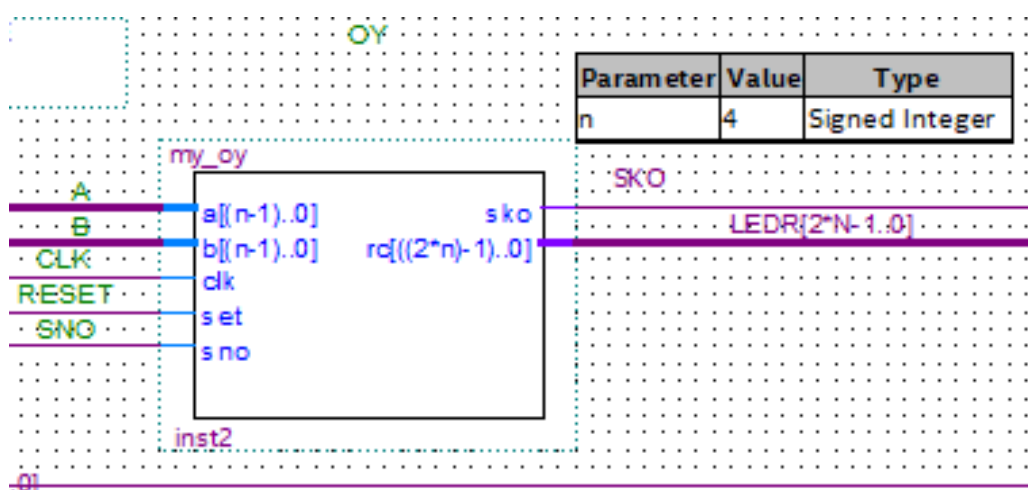 OY
Parameter Value Type
n 4 Signed Integer
my_oy
SKO
A
a[(n-1)..0] sko
B
LEDR[2*N-1..0]
b[(n-1)..0] rc[((2*n)-1)..0]
CLK
clk
RESET
set
SNO
sno
inst2
0]